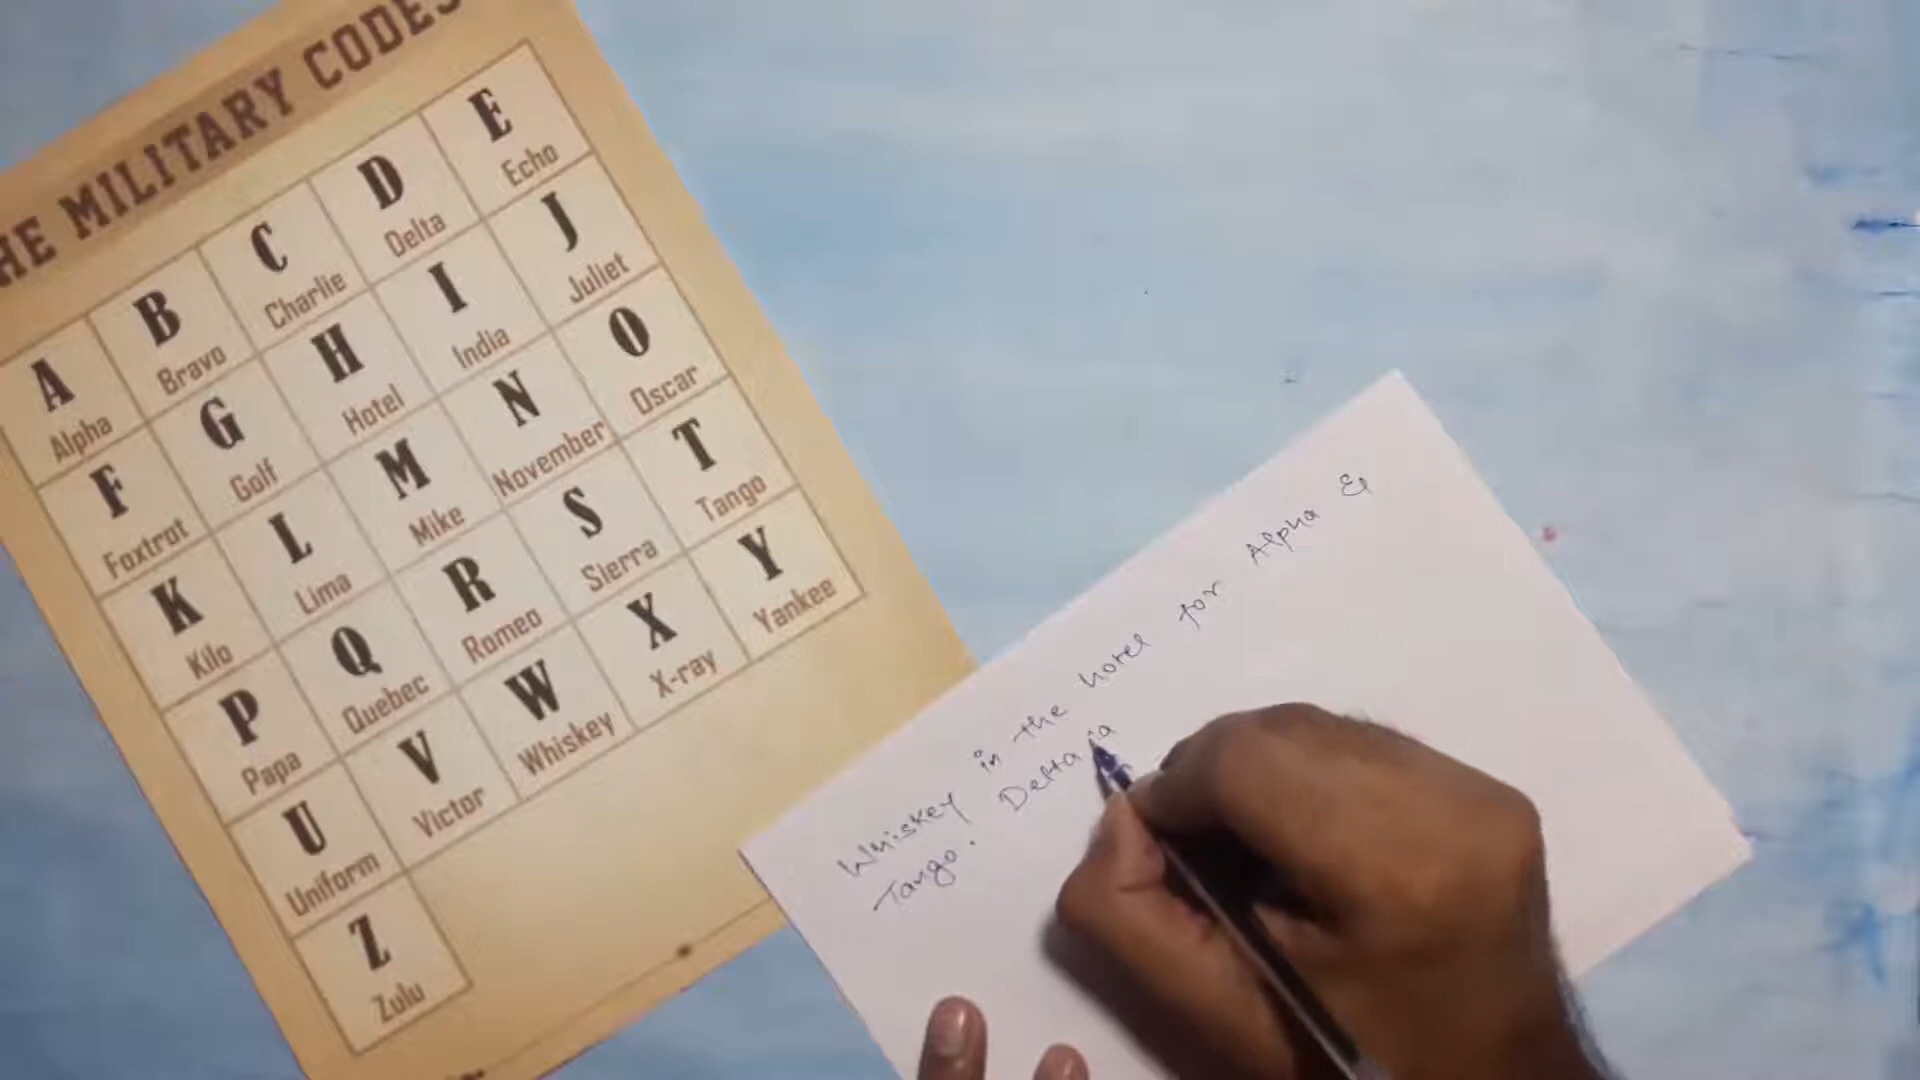 THE MILITARY CODES
A B C D E
Alpha Bravo Charlie Delta Echo
F G H I J
Foxtrot Golf Hotel India Juliet
K L M N O
Kilo Lima Mike November Oscar
P Q R S T
Papa Quebec Romeo Sierra Tango
U V W X Y
Uniform Victor Whiskey X-ray Yankee
Z
Zulu
Whiskey in the hotel for Alpha &
Tango. Delta